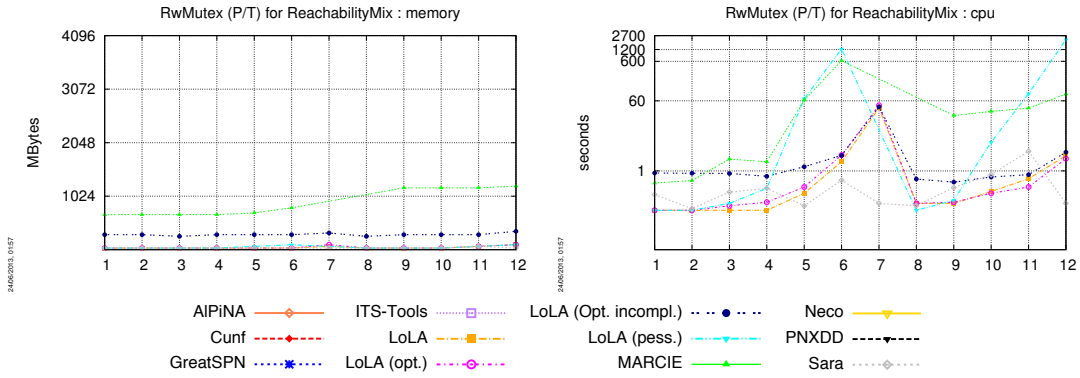 RwMutex (P/T) for ReachabilityMix : memory
4096
3072
2048
1024
MBytes
1 2 3 4 5 6 7 8 9 10 11 12
24/06/2013, 01:57
RwMutex (P/T) for ReachabilityMix : cpu
2700
1200
600
60
1
seconds
1 2 3 4 5 6 7 8 9 10 11 12
24/06/2013, 01:57
AlPiNA ITS-Tools LoLA (Opt. incompl.) Neco
Cunf LoLA LoLA (pess.) PNXDD
GreatSPN LoLA (opt.) MARCIE Sara